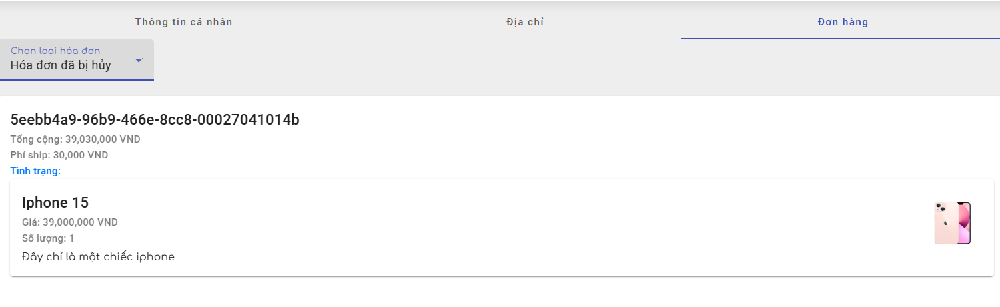 Thông tin cá nhân
Địa chỉ
Đơn hàng
Chọn loại hóa đơn
Hóa đơn đã bị hủy
5eebb4a9-96b9-466e-8cc8-00027041014b
Tổng cộng: 39,030,000 VND
Phí ship: 30,000 VND
Tình trạng:
Iphone 15
Giá: 39,000,000 VND
Số lượng: 1
Đây chỉ là một chiếc iphone